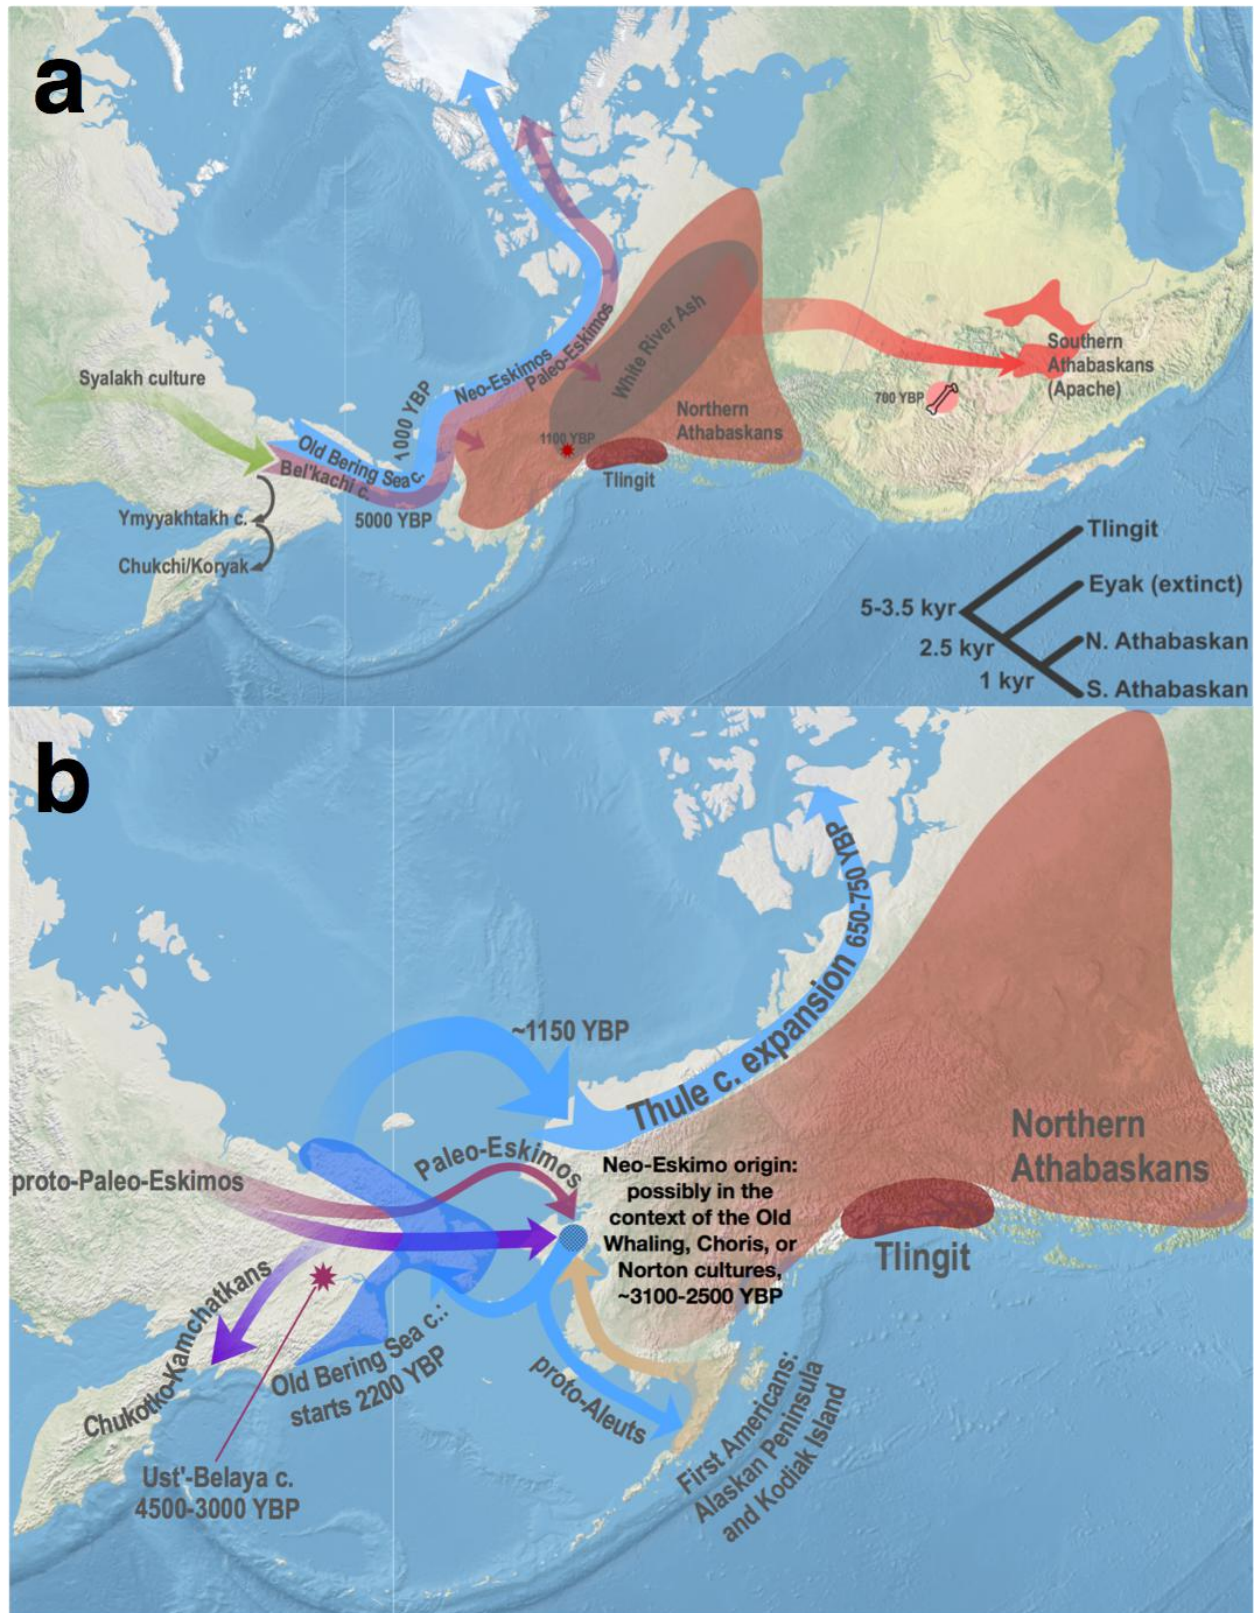 a
Syalakh culture
Old Bering Sea c.
Bel'kachi c.
1000 YBP
5000 YBP
Neo-Eskimos
Paleo-Eskimos
White River Ash
1100 YBP
Northern
Athabaskans
Tlingit
700 YBP
Southern
Athabaskans
(Apache)
Ymyyakhtakh c.
Chukchi/Koryak
Tlingit
Eyak (extinct)
5-3.5 kyr
2.5 kyr
N. Athabaskan
1 kyr
S. Athabaskan
b
~1150 YBP
Thule c. expansion 650-750 YBP
proto-Paleo-Eskimos
Paleo-Eskimos
Neo-Eskimo origin:
possibly in the
context of the Old
Whaling, Choris, or
Norton cultures,
~3100-2500 YBP
Northern
Athabaskans
Tlingit
Chukotko-Kamchatkans
Old Bering Sea c.:
starts 2200 YBP
proto-Aleuts
First Americans:
Alaskan Peninsula
and Kodiak Island
Ust'-Belaya c.
4500-3000 YBP